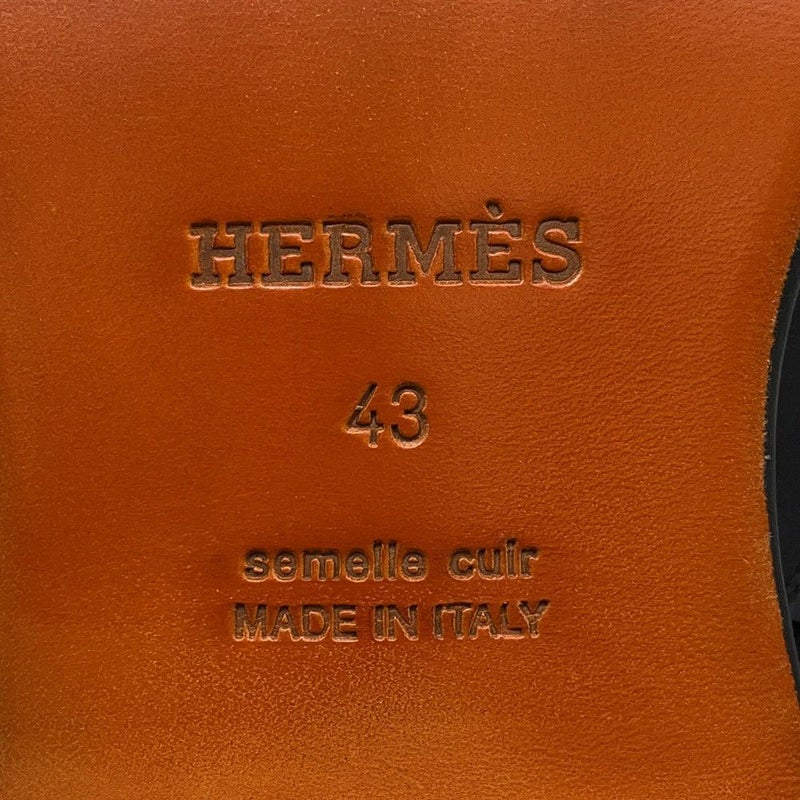 HERMÈS
43
semelle cuir
MADE IN ITALY